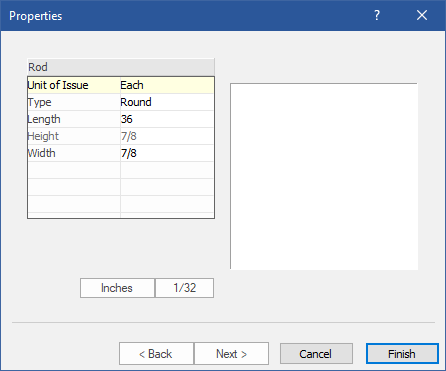 Properties
?
Rod
Unit of Issue Each
Type Round
Length 36
Height 7/8
Width 7/8
Inches 1/32
< Back Next > Cancel Finish